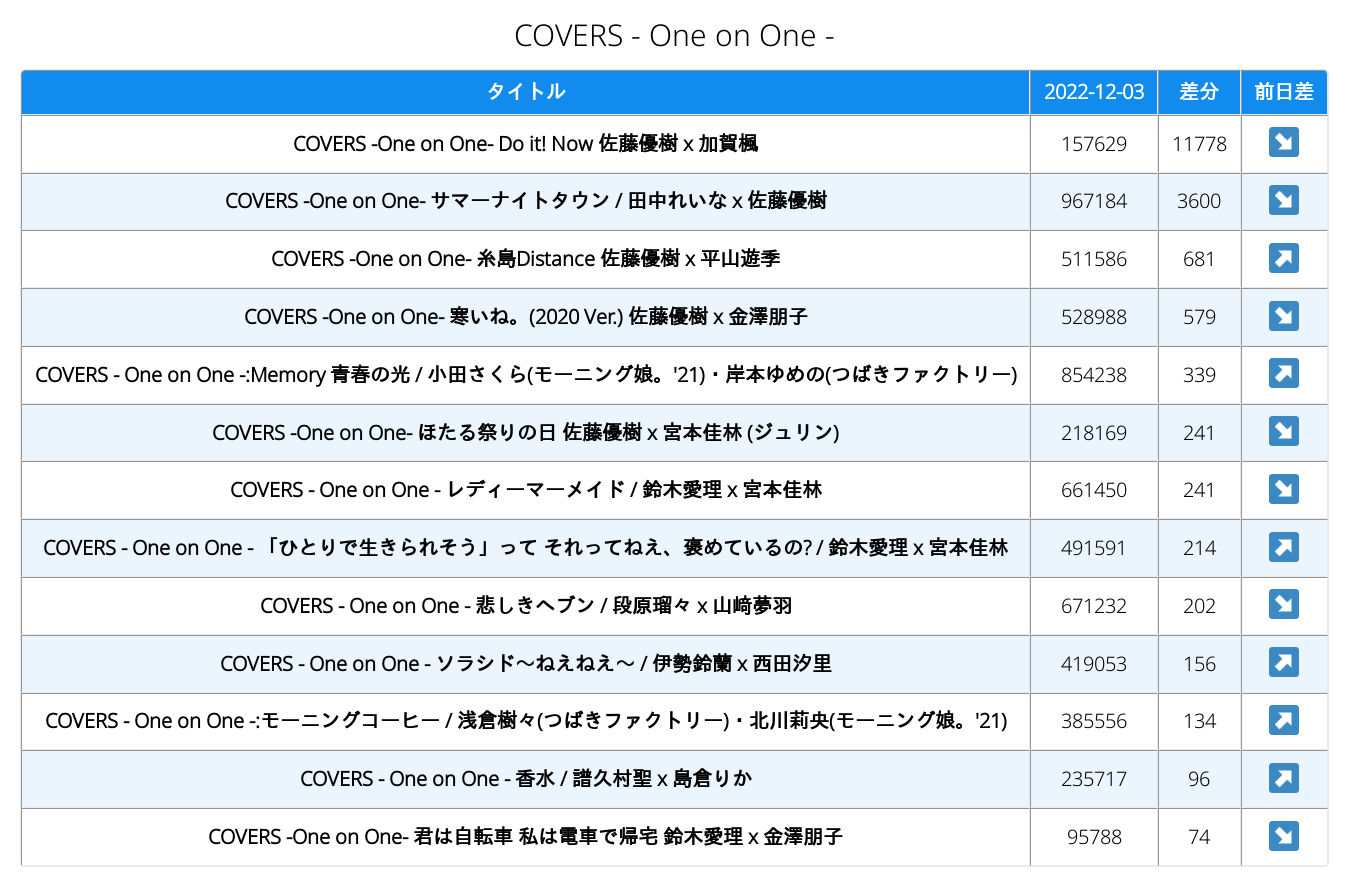 COVERS - One on One -
タイトル 2022-12-03 差分 前日差
COVERS -One on One- Do it! Now 佐藤優樹 x 加賀楓 157629 11778
COVERS -One on One- サマーナイトタウン / 田中れいな x 佐藤優樹 967184 3600
COVERS -One on One- 糸島Distance 佐藤優樹 x 平山遊季 511586 681
COVERS -One on One- 寒いね。(2020 Ver.) 佐藤優樹 x 金澤朋子 528988 579
COVERS - One on One -:Memory 青春の光 / 小田さくら(モーニング娘。'21)・岸本ゆめの(つばきファクトリー) 854238 339
COVERS -One on One- ほたる祭りの日 佐藤優樹 x 宮本佳林 (ジュリン) 218169 241
COVERS - One on One - レディーマーメイド / 鈴木愛理 x 宮本佳林 661450 241
COVERS - One on One - 「ひとりで生きられそう」って それってねえ、褒めているの? / 鈴木愛理 x 宮本佳林 491591 214
COVERS - One on One - 悲しきヘブン / 段原瑠々 x 山﨑夢羽 671232 202
COVERS - One on One - ソラシド～ねえねえ～ / 伊勢鈴蘭 x 西田汐里 419053 156
COVERS - One on One -:モーニングコーヒー / 浅倉樹々(つばきファクトリー)・北川莉央(モーニング娘。'21) 385556 134
COVERS - One on One - 香水 / 譜久村聖 x 島倉りか 235717 96
COVERS -One on One- 君は自転車 私は電車で帰宅 鈴木愛理 x 金澤朋子 95788 74